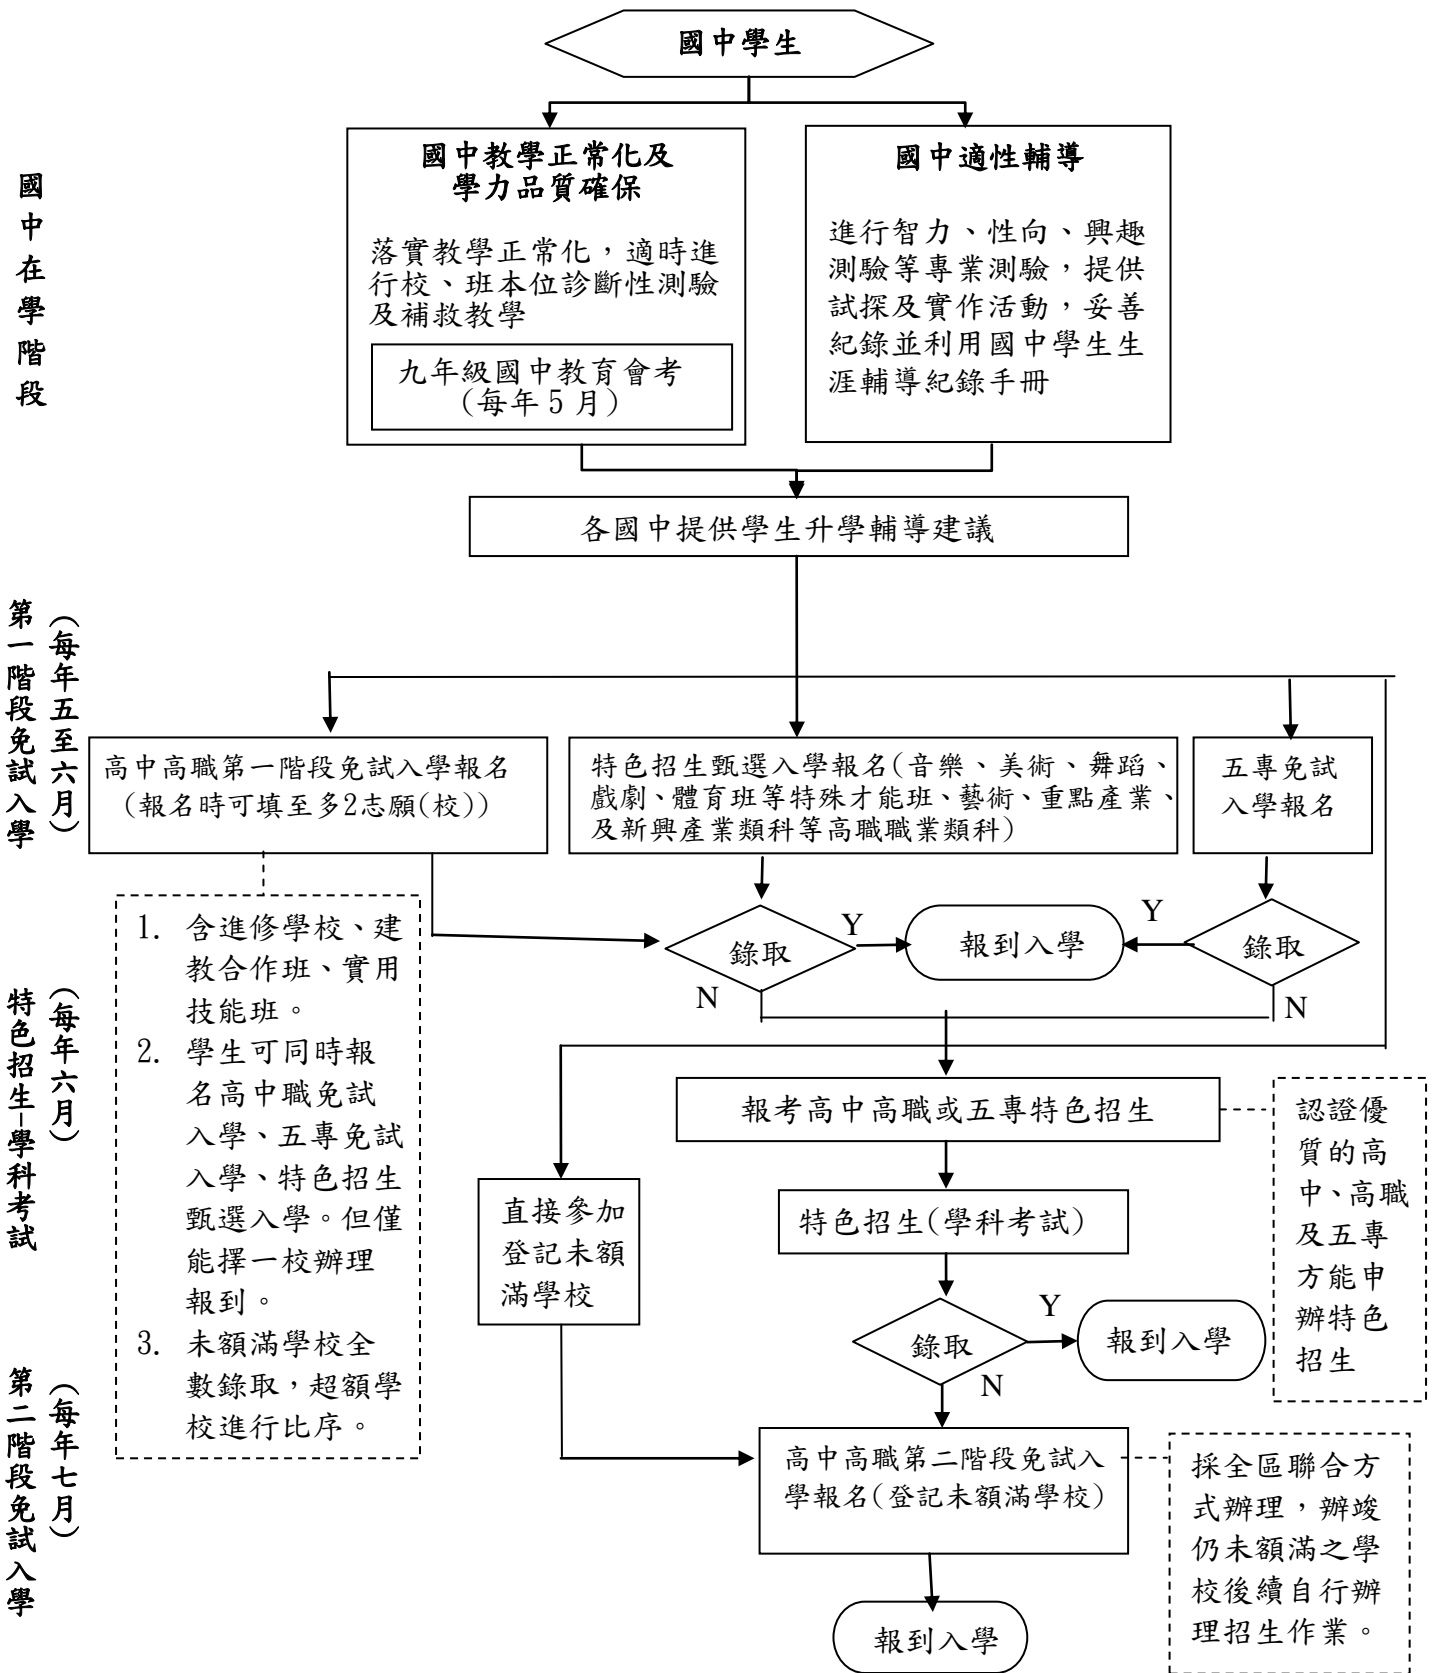 國中學生
國中在學階段
國中教學正常化及
學力品質確保
落實教學正常化，適時進
行校、班本位診斷性測驗
及補救教學
九年級國中教育會考
(每年5月)
國中適性輔導
進行智力、性向、興趣
測驗等專業測驗，提供
試探及實作活動，妥善
紀錄並利用國中學生生
涯輔導紀錄手冊
各國中提供學生升學輔導建議
第一階段免試入學
(每年五至六月)
高中高職第一階段免試入學報名
(報名時可填至多2志願(校))
特色招生甄選入學報名(音樂、美術、舞蹈、
戲劇、體育班等特殊才能班、藝術、重點產業、
及新興產業類科等高職職業類科)
五專免試
入學報名
1. 含進修學校、建
教合作班、實用
技能班。
2. 學生可同時報
名高中職免試
入學、五專免試
入學、特色招生
甄選入學。但僅
能擇一校辦理
報到。
3. 未額滿學校全
數錄取，超額學
校進行比序。
錄取
Y
N
報到入學
Y
錄取
N
特色招生-學科考試
(每年六月)
報考高中高職或五專特色招生
認證優
質的高
中、高職
及五專
方能申
辦特色
招生
直接參加
登記未額
滿學校
特色招生(學科考試)
錄取
Y
N
報到入學
第二階段免試入學
(每年七月)
高中高職第二階段免試入
學報名(登記未額滿學校)
採全區聯合方
式辦理，辦竣
仍未額滿之學
校後續自行辦
理招生作業。
報到入學